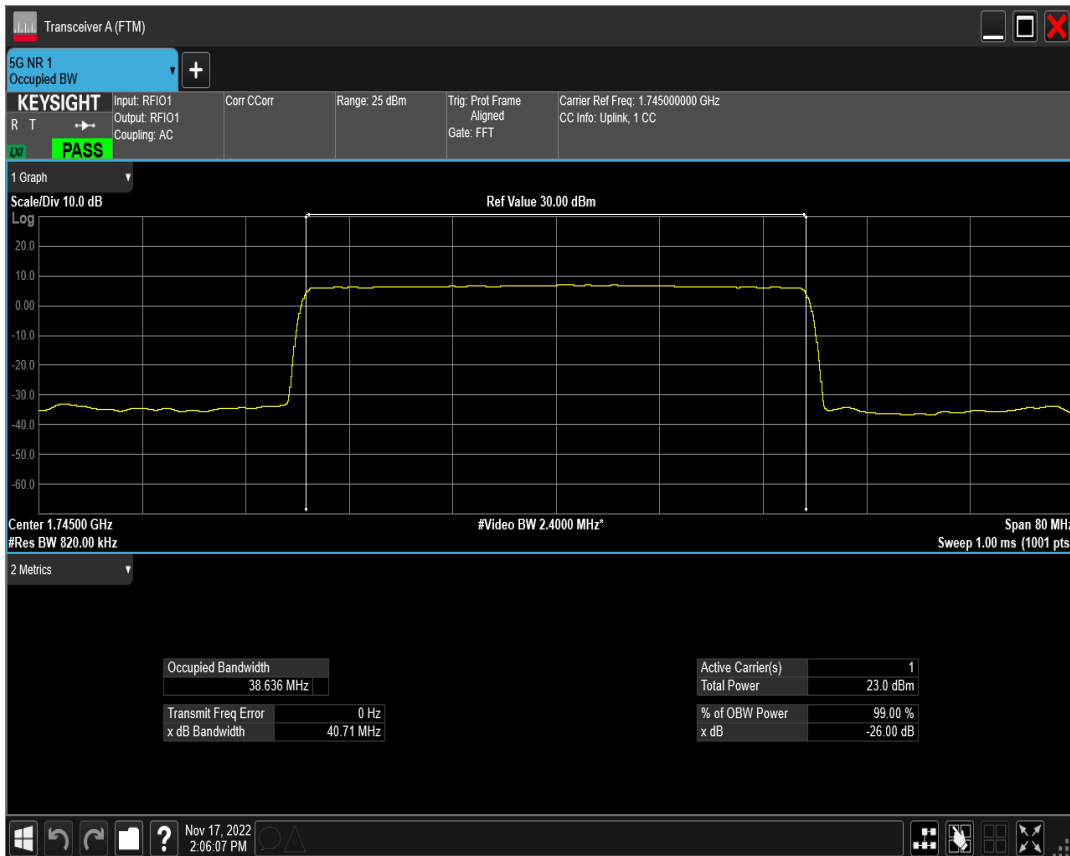 Transceiver A (FTM)
5G NR 1
Occupied BW
+
KEYSIGHT
R T
LXI
PASS
Input: RFIO1
Output: RFIO1
Coupling: AC
Corr CCorr
Range: 25 dBm
Trig: Prot Frame
Aligned
Gate: FFT
Carrier Ref Freq: 1.745000000 GHz
CC Info: Uplink, 1 CC
1 Graph
Scale/Div 10.0 dB
Ref Value 30.00 dBm
Log
20.0
10.0
0.00
-10.0
-20.0
-30.0
-40.0
-50.0
-60.0
Center 1.74500 GHz
#Video BW 2.4000 MHz*
Span 80 MHz
#Res BW 820.00 kHz
Sweep 1.00 ms (1001 pts
2 Metrics
Occupied Bandwidth
38.636 MHz
Transmit Freq Error 0 Hz
x dB Bandwidth 40.71 MHz
Active Carrier(s) 1
Total Power 23.0 dBm
% of OBW Power 99.00 %
x dB -26.00 dB
?
Nov 17, 2022
2:06:07 PM